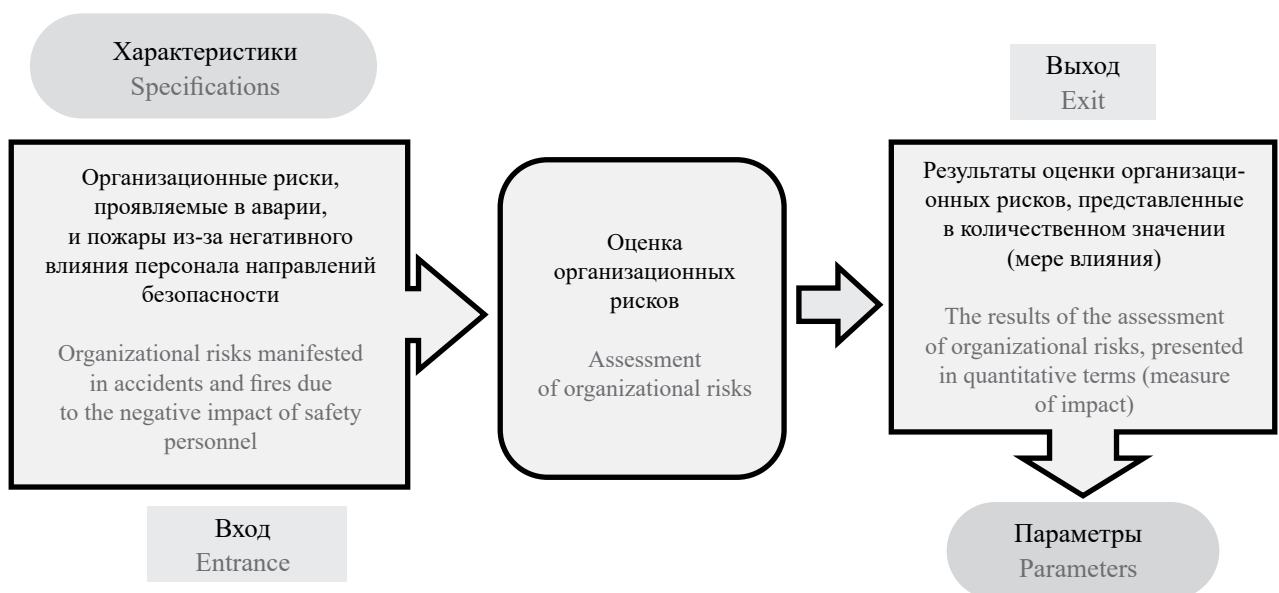 Характеристики
Specifications
Организационные риски,
проявляемые в аварии,
и пожары из-за негативного
влияния персонала направлений
безопасности
Organizational risks manifested
in accidents and fires due
to the negative impact of safety
personnel
Вход
Entrance
Оценка
организационных
рисков
Assessment
of organizational risks
Выход
Exit
Результаты оценки организаци-
онных рисков, представленные
в количественном значении
(мере влияния)
The results of the assessment
of organizational risks, presented
in quantitative terms (measure
of impact)
Параметры
Parameters